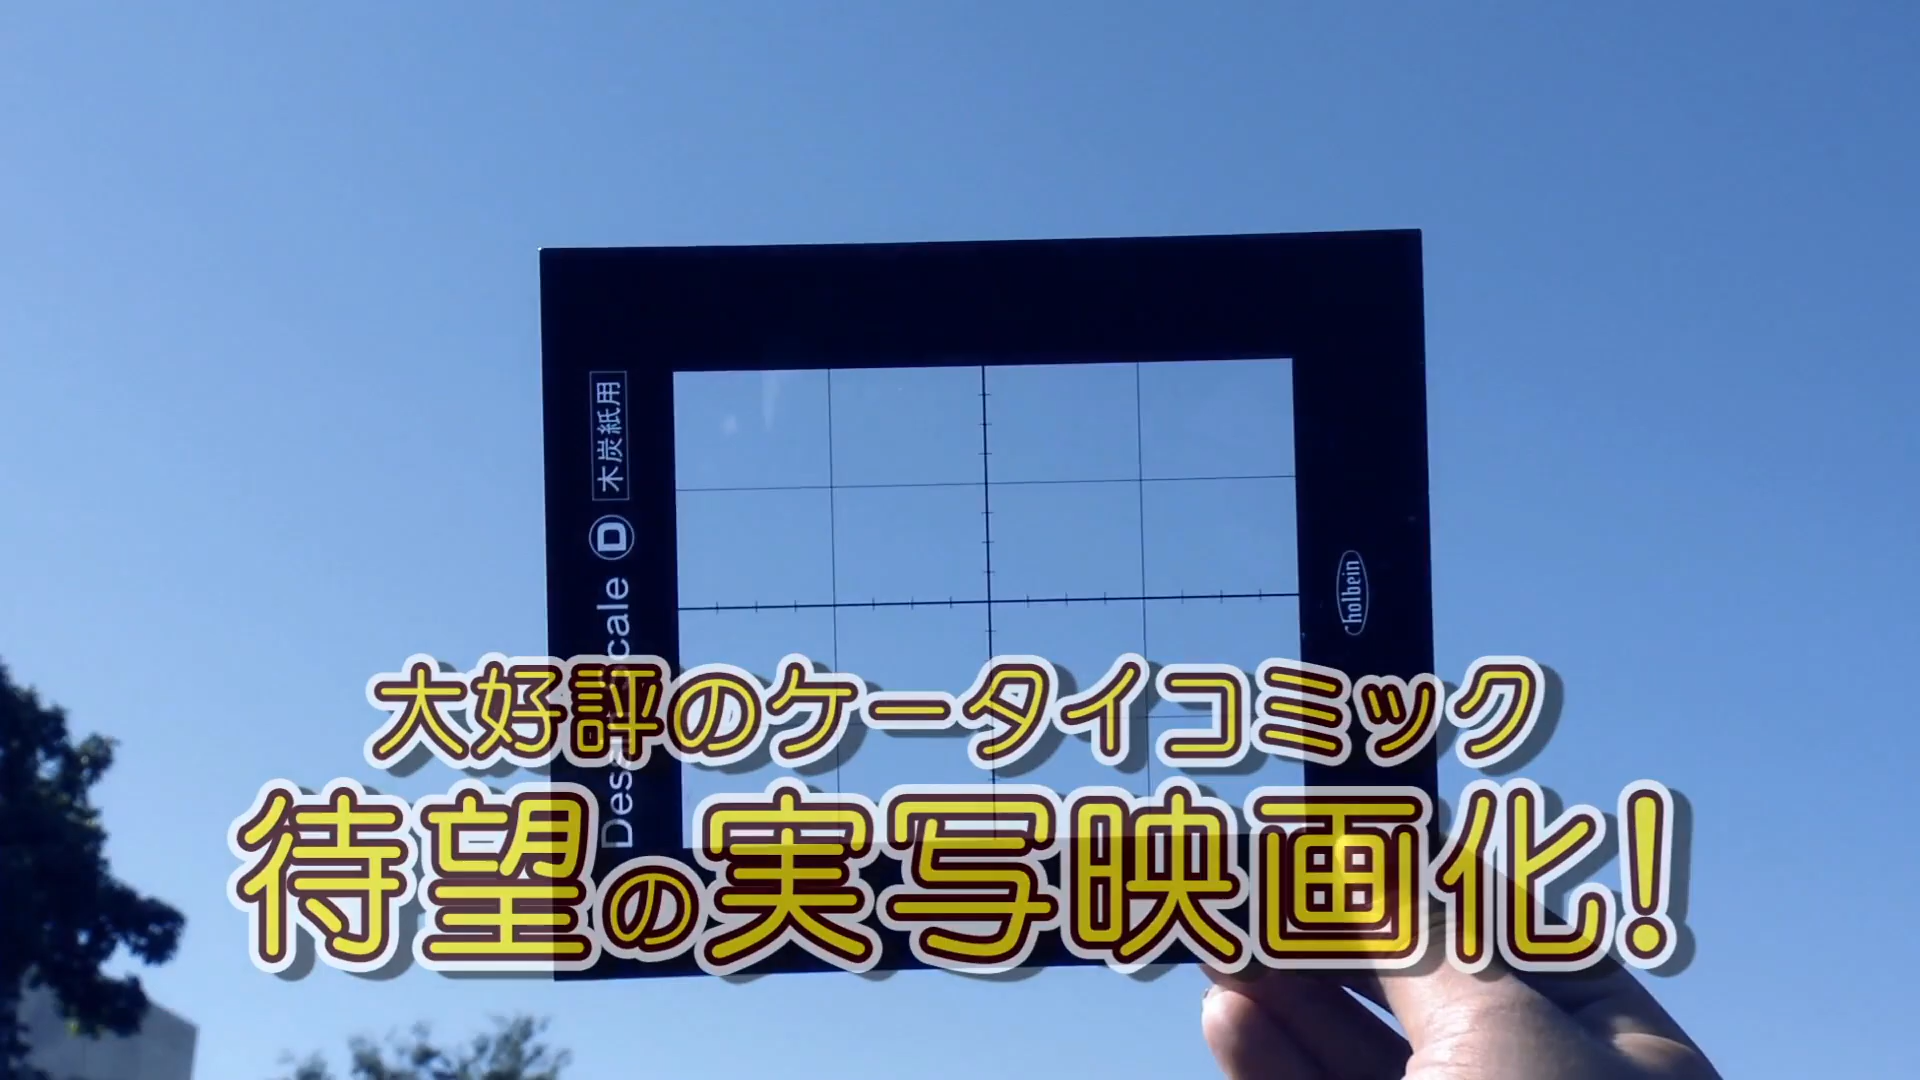 木炭紙用
D
Dessi cale
holbein
大好評のケータイコミック
待望の実写映画化!